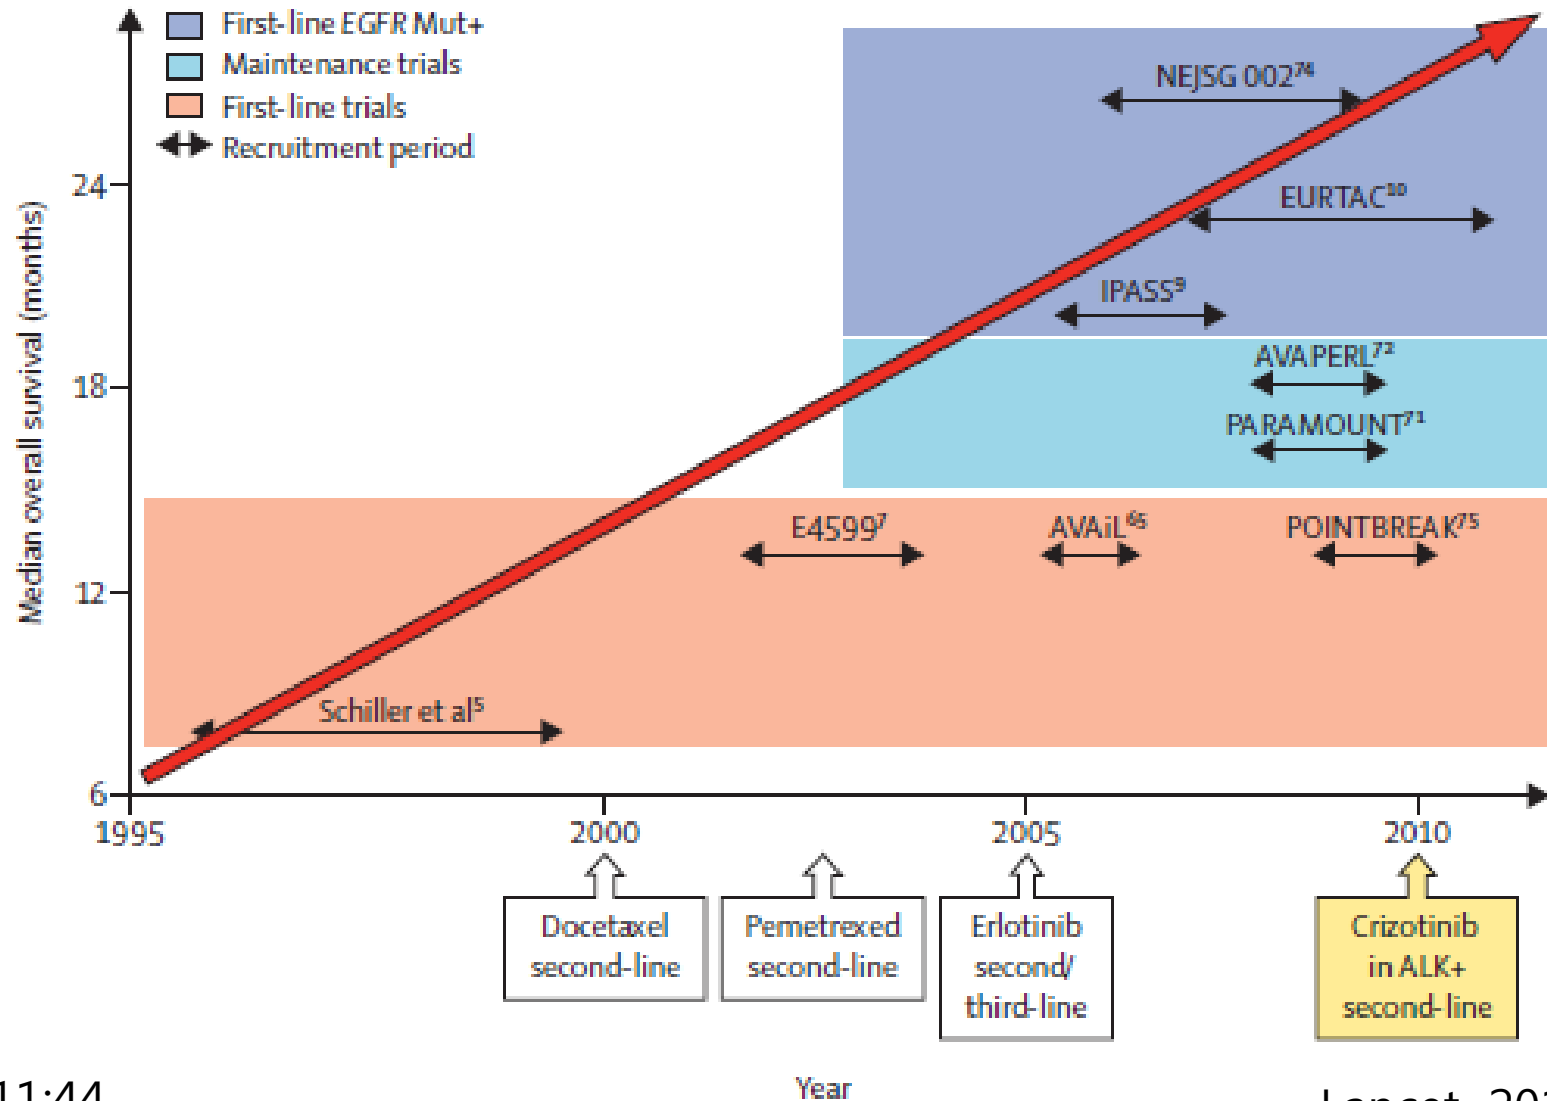 First-line EGFR Mut+
Maintenance trials
First-line trials
Recruitment period
Median overall survival (months)
24
18
12
6
NEJSG 002⁷⁴
EURTAC¹⁰
IPASS⁹
AVAPERL⁷²
PARAMOUNT⁷¹
E4599⁷
AVAiL⁶⁵
POINTBREAK⁷⁵
Schiller et al⁵
1995
2000
2005
2010
Docetaxel
second-line
Pemetrexed
second-line
Erlotinib
second/
third-line
Crizotinib
in ALK+
second-line
Year
11:44